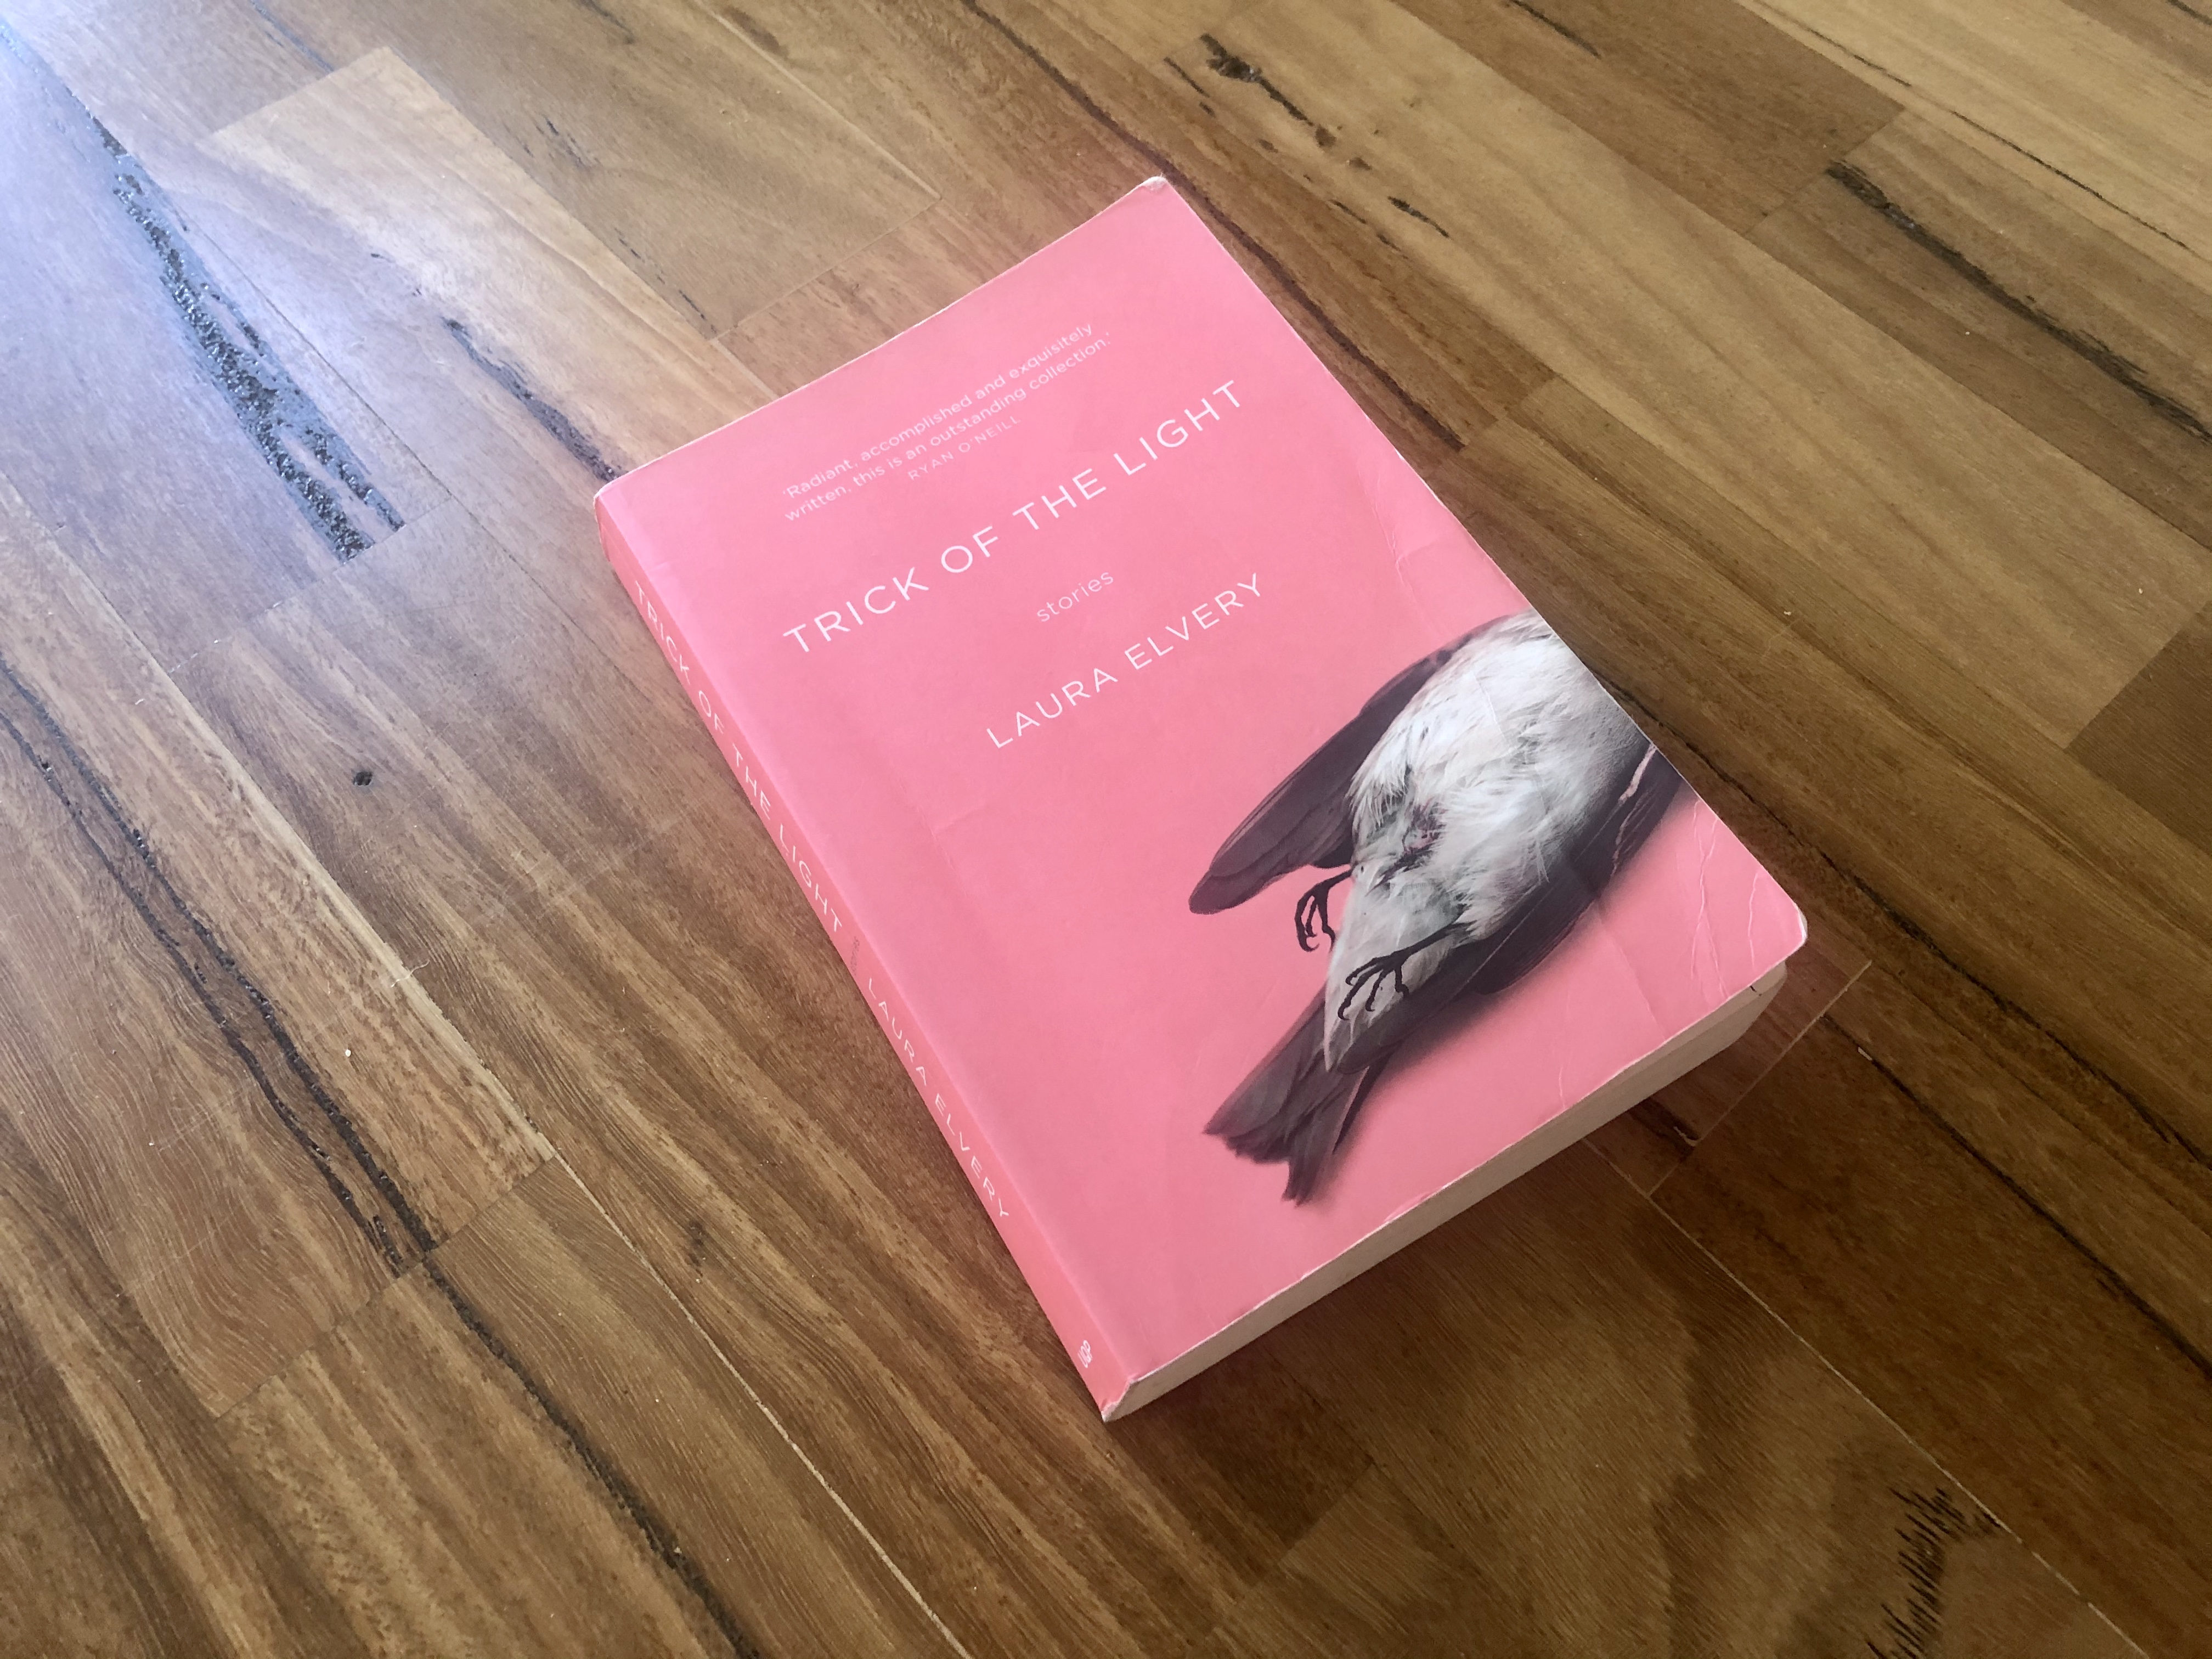 'Radiant, accomplished and exquisitely
written, this is an outstanding collection.'
RYAN O'NEILL
TRICK OF THE LIGHT
stories
LAURA ELVERY
TRICK OF THE LIGHT LAURA ELVERY
UQP